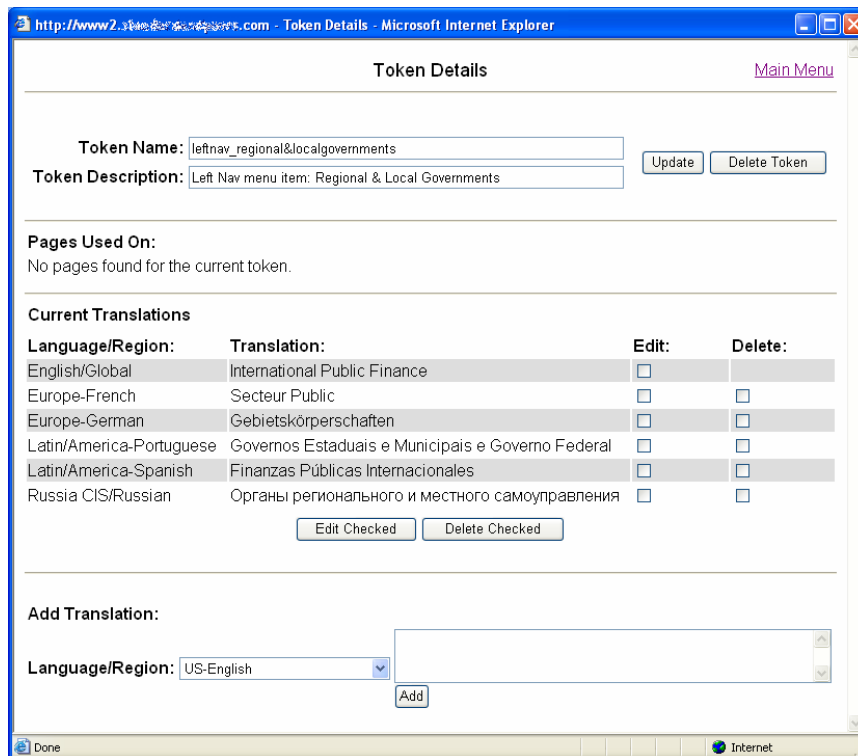 http://www2. .com - Token Details - Microsoft Internet Explorer
Token Details
Main Menu
Token Name: leftnav_regional&localgovernments
Update Delete Token
Token Description: Left Nav menu item: Regional & Local Governments
Pages Used On:
No pages found for the current token.
Current Translations
Language/Region: Translation: Edit: Delete:
English/Global International Public Finance
Europe-French Secteur Public
Europe-German Gebietskörperschaften
Latin/America-Portuguese Governos Estaduais e Municipais e Governo Federal
Latin/America-Spanish Finanzas Públicas Internacionales
Russia CIS/Russian Органы регионального и местного самоуправления
Edit Checked Delete Checked
Add Translation:
Language/Region: US-English
Add
Done Internet